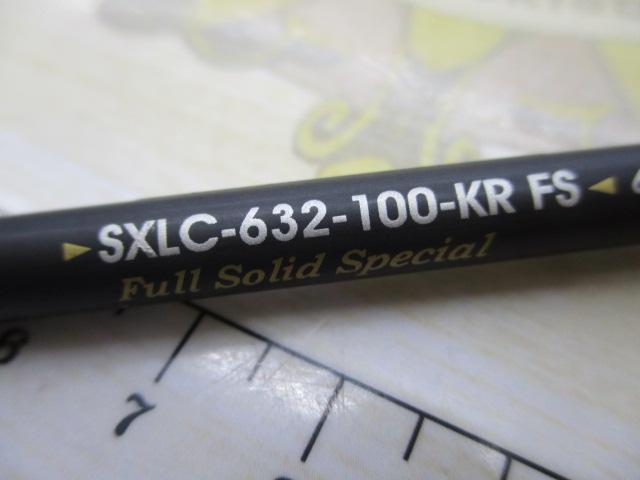 SXLC-632-100-KR FS
Full Solid Special
8
7